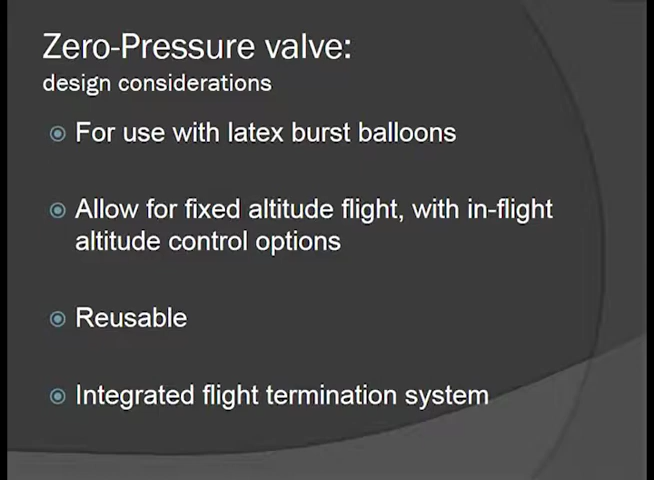 Zero-Pressure valve:
design considerations
For use with latex burst balloons
Allow for fixed altitude flight, with in-flight
altitude control options
Reusable
Integrated flight termination system